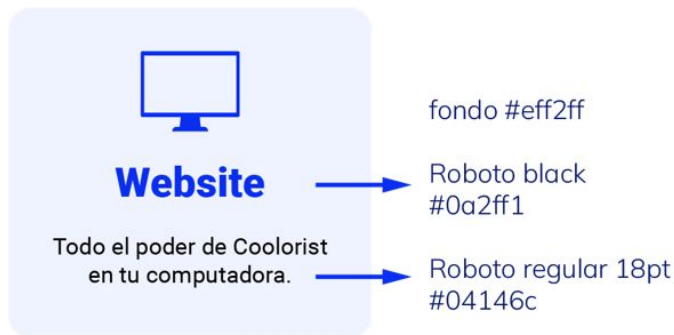 Website
Todo el poder de Coolorist
en tu computadora.
fondo #eff2ff
Roboto black
#0a2ff1
Roboto regular 18pt
#04146c